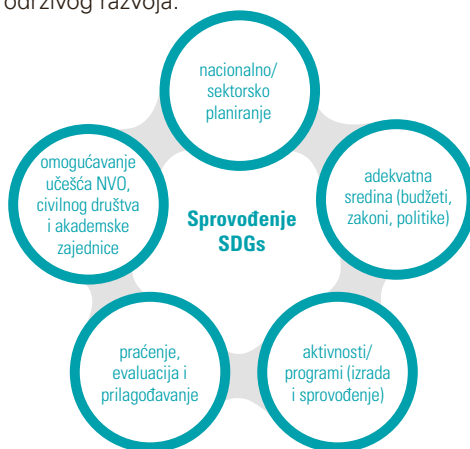 održivog razvoja.
nacionalno/
sektorsko
planiranje
adekvatna
sredina (budžeti,
zakoni, politike)
aktivnosti/
programi (izrada
i sprovođenje)
praćenje,
evaluacija i
prilagođavanje
omogućavanje
učešća NVO,
civilnog društva
i akademske
zajednice
Sprovođenje
SDGs